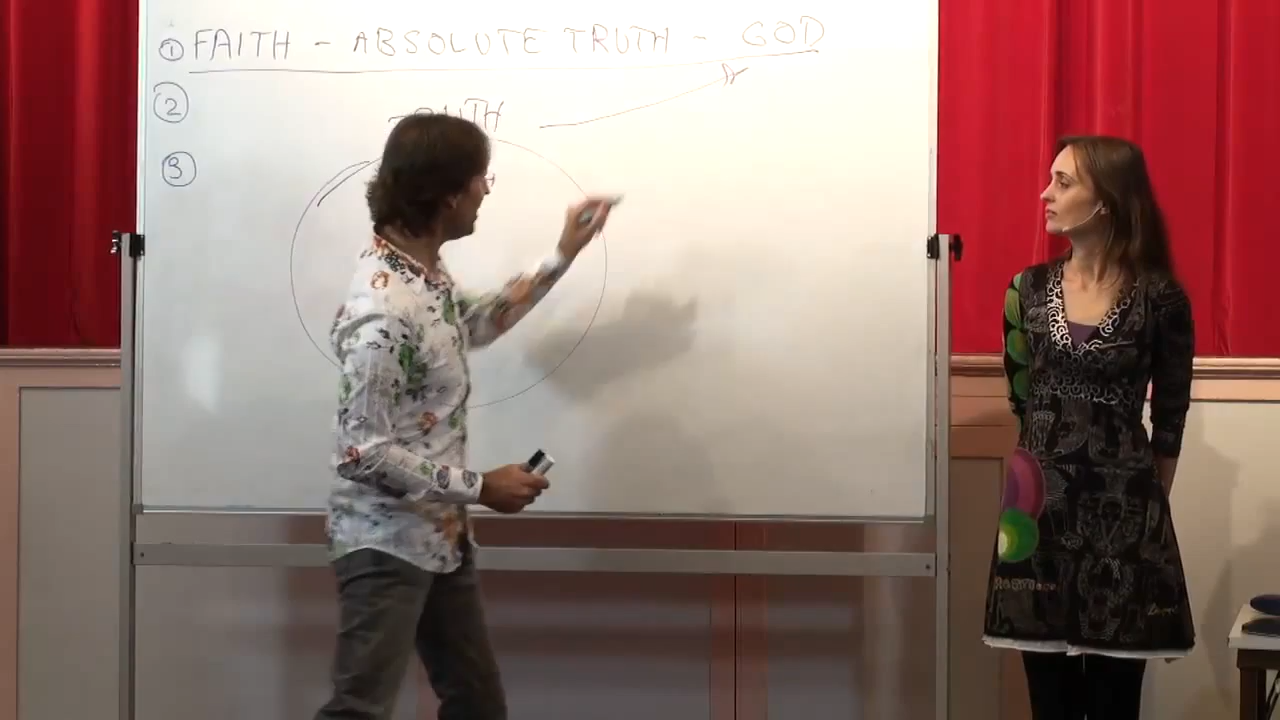 ① FAITH - ABSOLUTE TRUTH - GOD
②
③